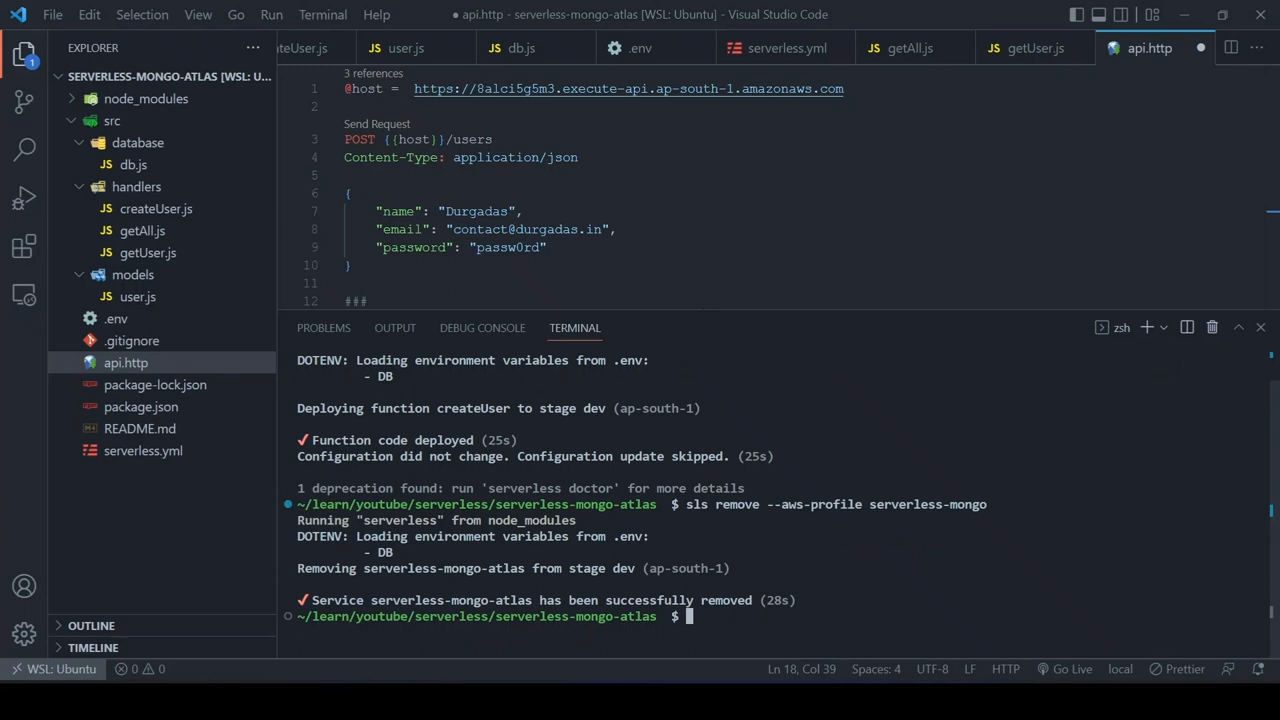 File Edit Selection View Go Run Terminal Help
● api.http - serverless-mongo-atlas [WSL: Ubuntu] - Visual Studio Code
EXPLORER
ateUser.js
JS user.js
JS db.js
.env
serverless.yml
JS getAll.js
JS getUser.js
api.http
1
SERVERLESS-MONGO-ATLAS [WSL: U...
node_modules
src
database
JS db.js
handlers
JS createUser.js
JS getAll.js
JS getUser.js
models
JS user.js
.env
.gitignore
api.http
package-lock.json
package.json
README.md
serverless.yml
OUTLINE
TIMELINE
3 references
1 @host = https://8alci5g5m3.execute-api.ap-south-1.amazonaws.com
2
Send Request
3 POST {{host}}/users
4 Content-Type: application/json
5
6 {
7 "name": "Durgadas",
8 "email": "contact@durgadas.in",
9 "password": "passw0rd"
10 }
11
12 ###
PROBLEMS OUTPUT DEBUG CONSOLE TERMINAL
zsh
DOTENV: Loading environment variables from .env:
- DB
Deploying function createUser to stage dev (ap-south-1)
✔Function code deployed (25s)
Configuration did not change. Configuration update skipped. (25s)
1 deprecation found: run 'serverless doctor' for more details
~/learn/youtube/serverless/serverless-mongo-atlas $ sls remove --aws-profile serverless-mongo
Running "serverless" from node_modules
DOTENV: Loading environment variables from .env:
- DB
Removing serverless-mongo-atlas from stage dev (ap-south-1)
✔Service serverless-mongo-atlas has been successfully removed (28s)
~/learn/youtube/serverless/serverless-mongo-atlas $
WSL: Ubuntu 0 0 Ln 18, Col 39 Spaces: 4 UTF-8 LF HTTP Go Live local Prettier